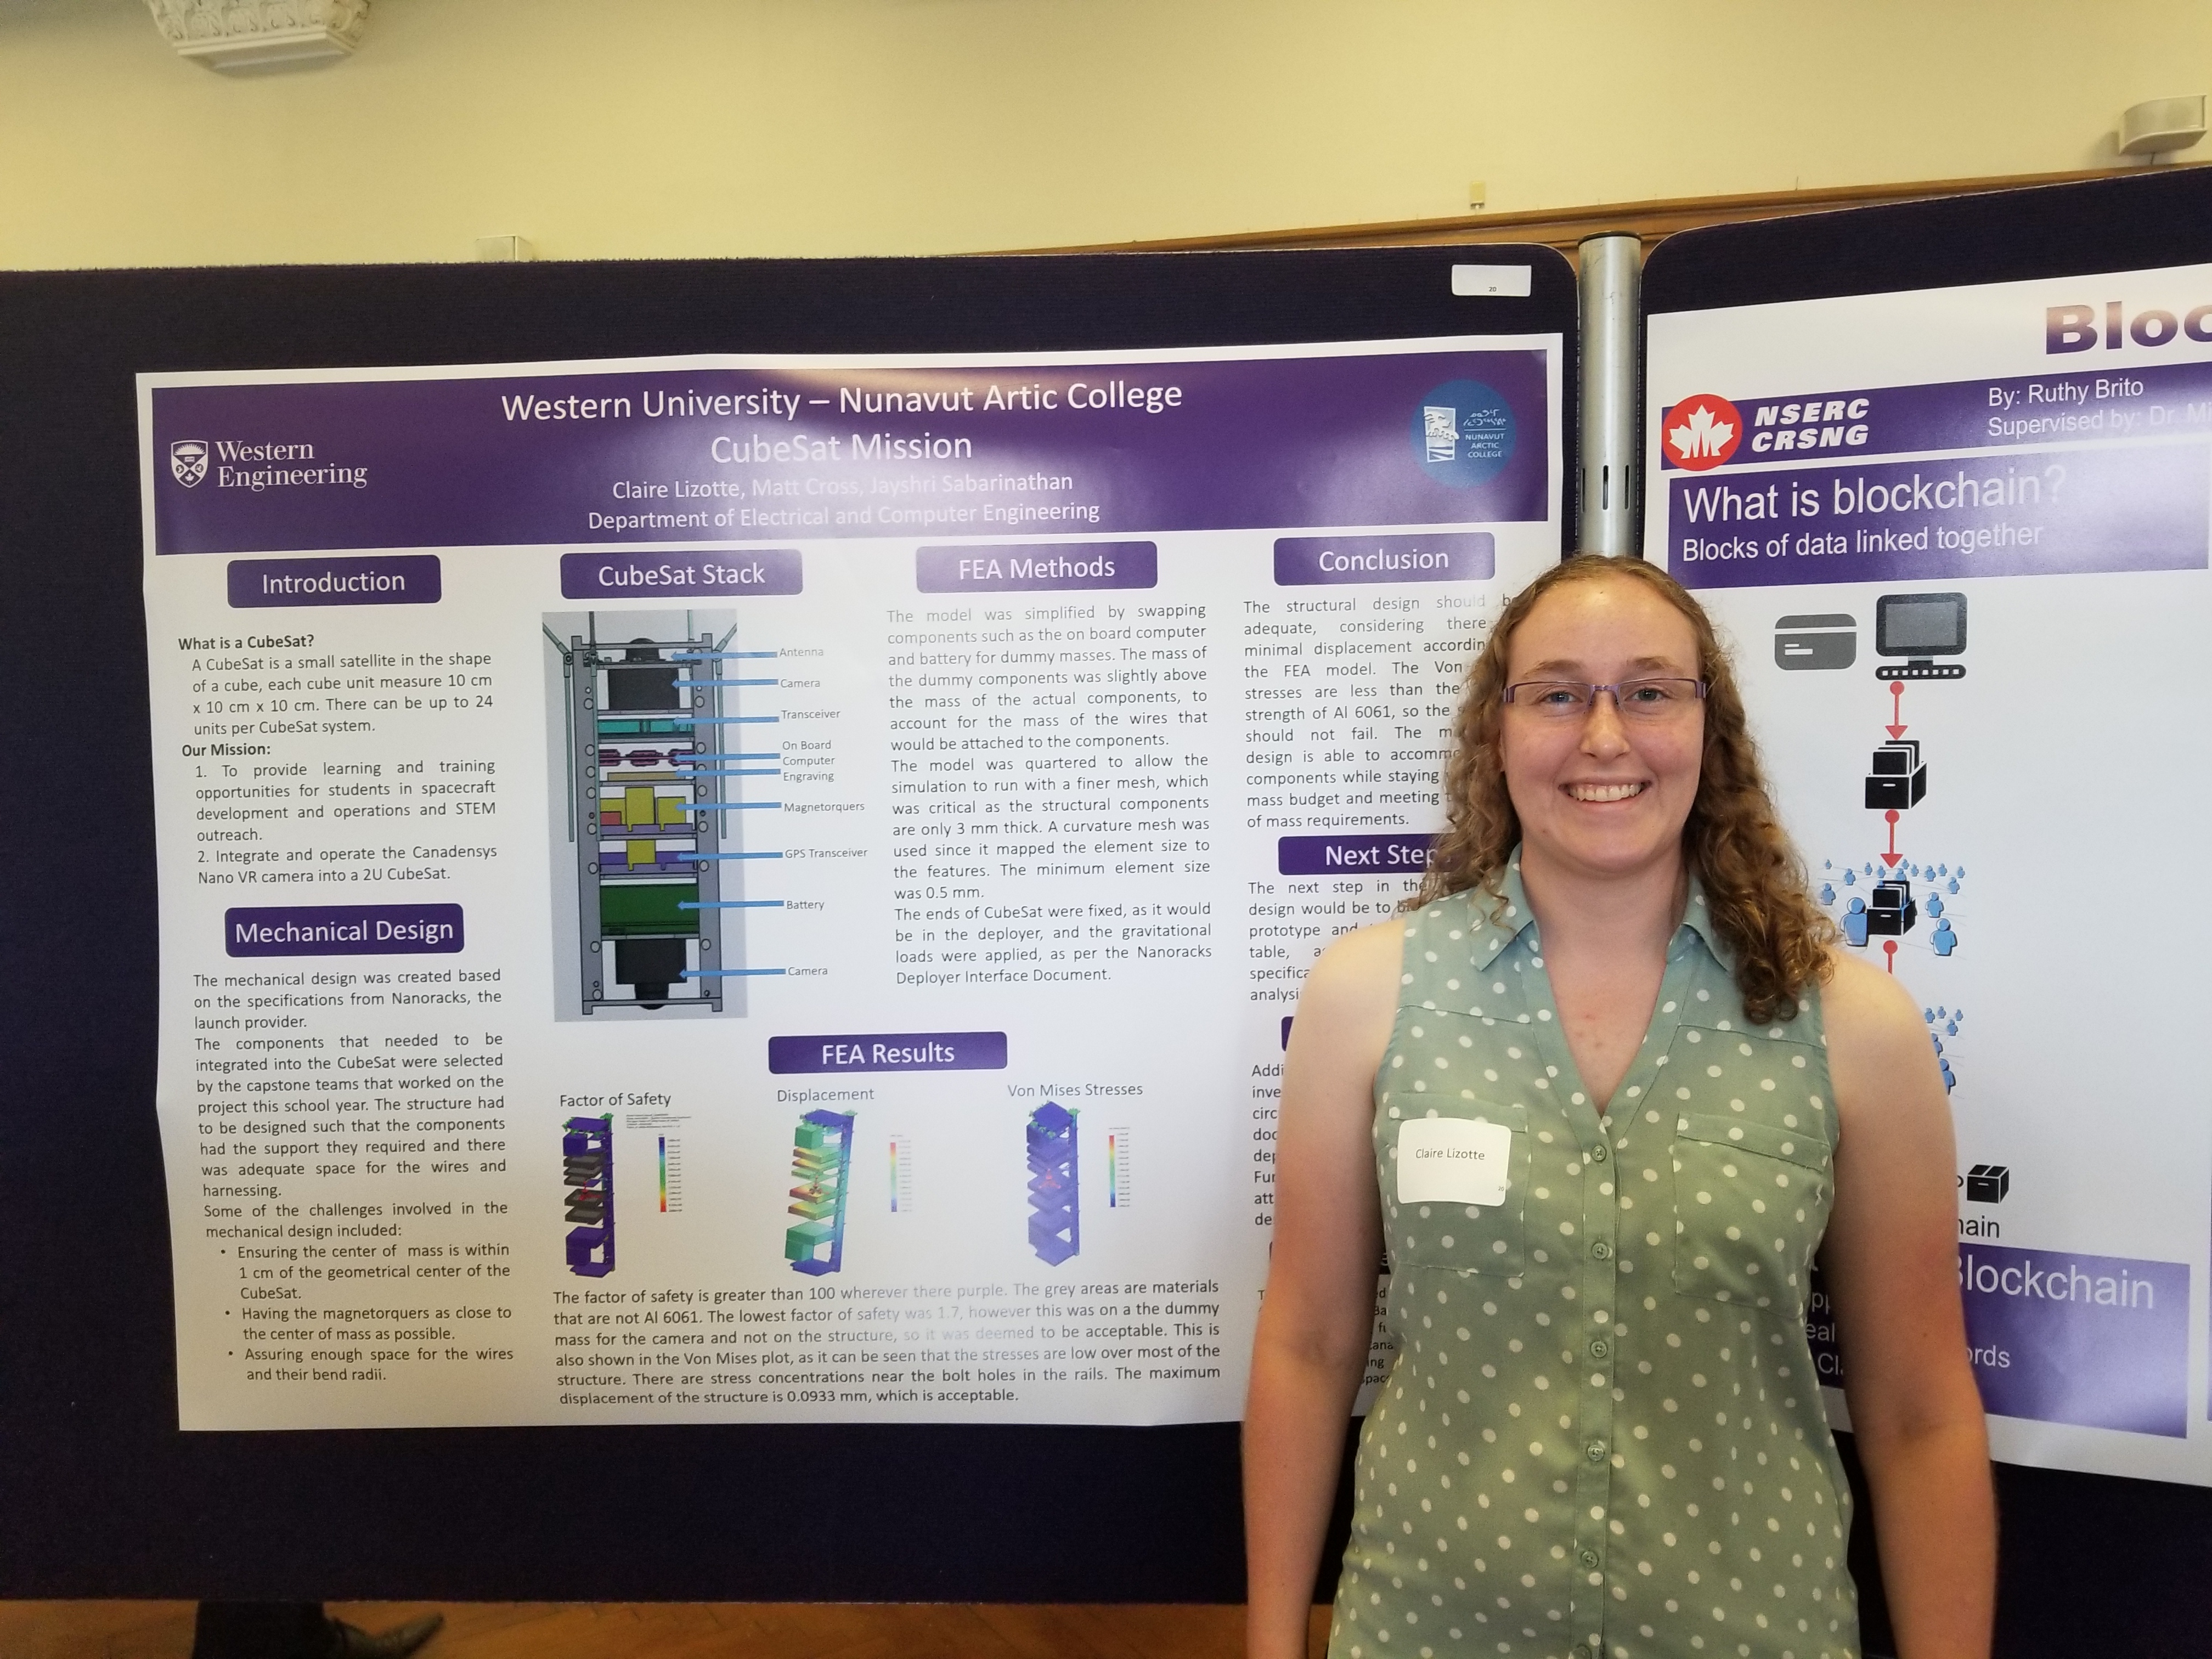 20
Western Engineering
Western University – Nunavut Artic College
CubeSat Mission
Claire Lizotte, Matt Cross, Jayshri Sabarinathan
Department of Electrical and Computer Engineering
NUNAVUT
ARCTIC
COLLEGE
Introduction
What is a CubeSat?
A CubeSat is a small satellite in the shape
of a cube, each cube unit measure 10 cm
x 10 cm x 10 cm. There can be up to 24
units per CubeSat system.
Our Mission:
1. To provide learning and training
opportunities for students in spacecraft
development and operations and STEM
outreach.
2. Integrate and operate the Canadensys
Nano VR camera into a 2U CubeSat.
Mechanical Design
The mechanical design was created based
on the specifications from Nanoracks, the
launch provider.
The components that needed to be
integrated into the CubeSat were selected
by the capstone teams that worked on the
project this school year. The structure had
to be designed such that the components
had the support they required and there
was adequate space for the wires and
harnessing.
Some of the challenges involved in the
mechanical design included:
• Ensuring the center of mass is within
1 cm of the geometrical center of the
CubeSat.
• Having the magnetorquers as close to
the center of mass as possible.
• Assuring enough space for the wires
and their bend radii.
CubeSat Stack
Antenna
Camera
Transceiver
On Board
Computer
Engraving
Magnetorquers
GPS Transceiver
Battery
Camera
FEA Methods
The model was simplified by swapping
components such as the on board computer
and battery for dummy masses. The mass of
the dummy components was slightly above
the mass of the actual components, to
account for the mass of the wires that
would be attached to the components.
The model was quartered to allow the
simulation to run with a finer mesh, which
was critical as the structural components
are only 3 mm thick. A curvature mesh was
used since it mapped the element size to
the features. The minimum element size
was 0.5 mm.
The ends of CubeSat were fixed, as it would
be in the deployer, and the gravitational
loads were applied, as per the Nanoracks
Deployer Interface Document.
FEA Results
Factor of Safety
Displacement
Von Mises Stresses
The factor of safety is greater than 100 wherever there purple. The grey areas are materials
that are not Al 6061. The lowest factor of safety was 1.7, however this was on a the dummy
mass for the camera and not on the structure, so it was deemed to be acceptable. This is
also shown in the Von Mises plot, as it can be seen that the stresses are low over most of the
structure. There are stress concentrations near the bolt holes in the rails. The maximum
displacement of the structure is 0.0933 mm, which is acceptable.
Conclusion
The structural design should
adequate, considering there
minimal displacement accordin
the FEA model. The Von
stresses are less than the
strength of Al 6061, so the
should not fail. The
design is able to accomm
components while staying
mass budget and meeting
of mass requirements.
Next Step
The next step in the
design would be to
prototype and
table,
specifica
analysi
Addi
inve
circ
doc
dep
Fur
att
de
Claire Lizotte
20
Bloc
NSERC
CRSNG
By: Ruthy Brito
Supervised by: Dr. Mi
What is blockchain?
Blocks of data linked together
hain
Blockchain
ords